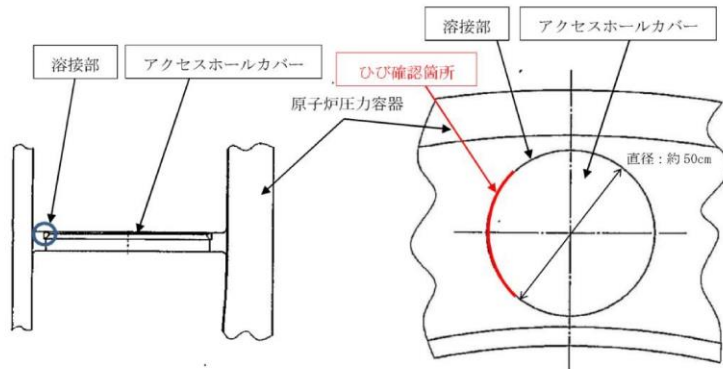 溶接部
アクセスホールカバー
原子炉圧力容器
溶接部
アクセスホールカバー
ひび確認箇所
直径：約50cm